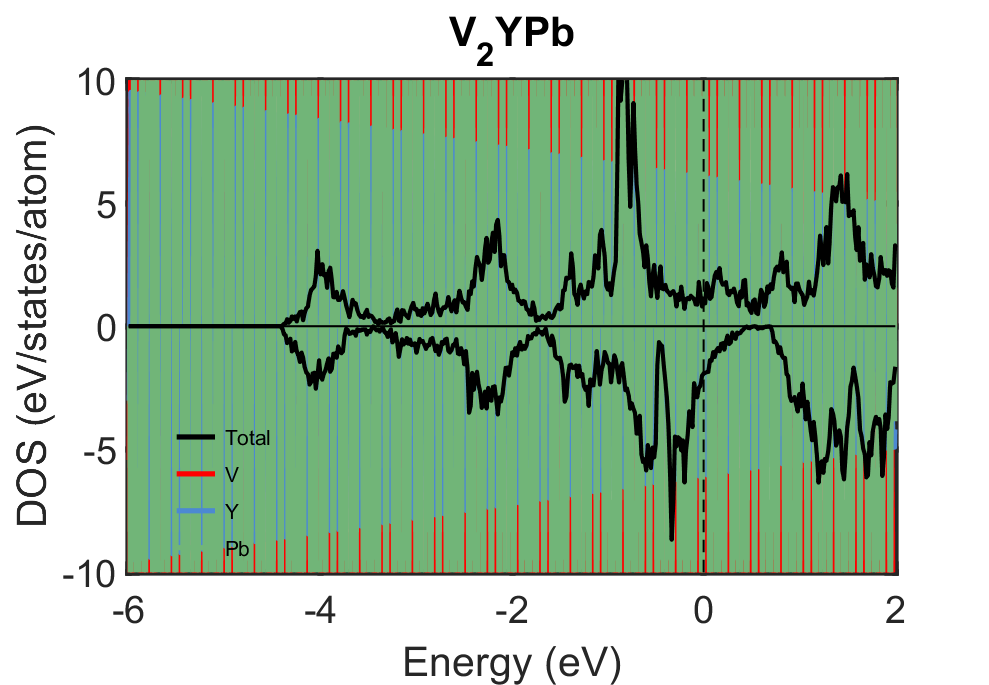 V₂YPb
10
5
0
-5
-10
DOS (eV/states/atom)
Total
V
Y
Pb
-6 -4 -2 0 2
Energy (eV)